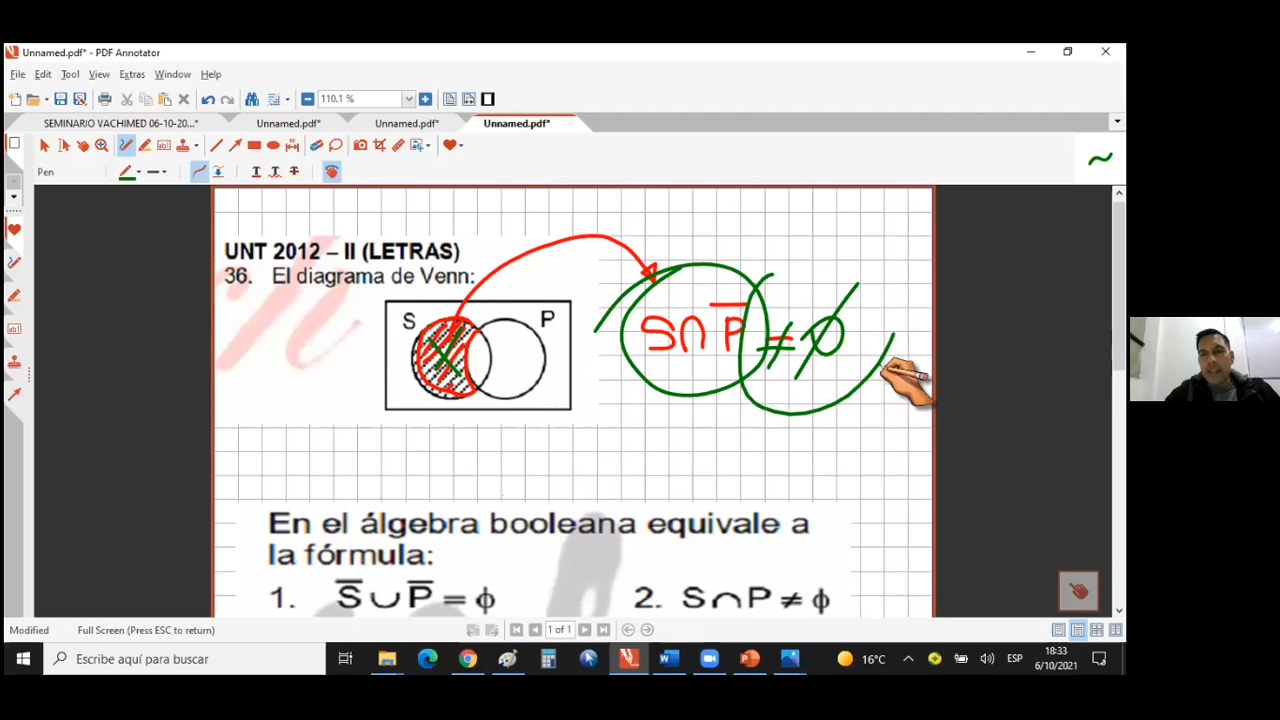 Unnamed.pdf* - PDF Annotator
File Edit Tool View Extras Window Help
110.1 %
SEMINARIO VACHIMED 06-10-20...* Unnamed.pdf* Unnamed.pdf* Unnamed.pdf*
Pen
UNT 2012 – II (LETRAS)
36. El diagrama de Venn:
S P
S∩P̅ ≠ ϕ
En el álgebra booleana equivale a
la fórmula:
1. S̅ ∪ P̅ = ϕ 2. S ∩ P ≠ ϕ
Modified Full Screen (Press ESC to return) 1 of 1
Escribe aquí para buscar 16°C ESP 18:33
6/10/2021